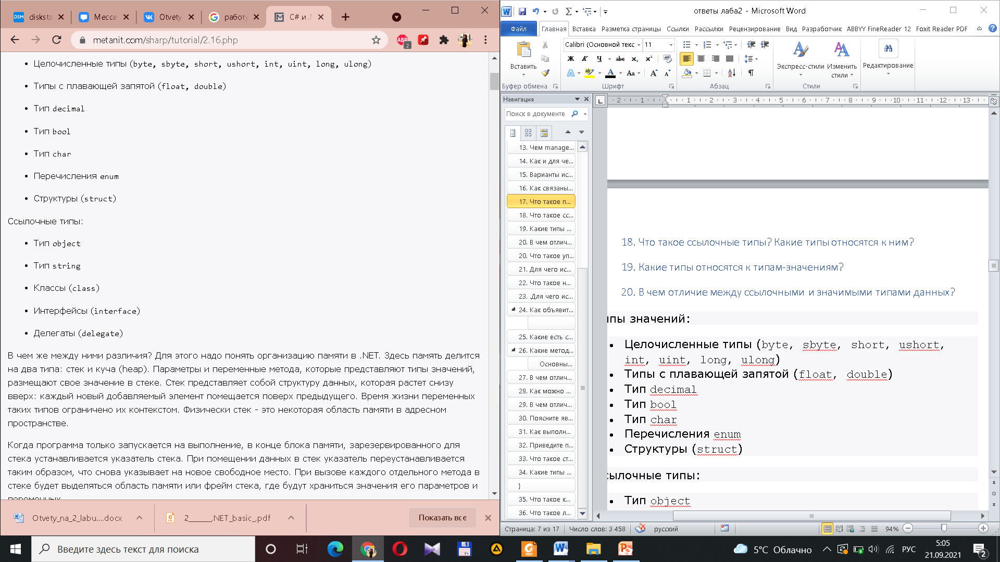 disksta
Мессе
Otvety
работу
C# и .I
metanit.com/sharp/tutorial/2.16.php
ABP
2
• Целочисленные типы (byte, sbyte, short, ushort, int, uint, long, ulong)
• Типы с плавающей запятой (float, double)
• Тип decimal
• Тип bool
• Тип char
• Перечисления enum
• Структуры (struct)
Ссылочные типы:
• Тип object
• Тип string
• Классы (class)
• Интерфейсы (interface)
• Делегаты (delegate)
В чем же между ними различия? Для этого надо понять организацию памяти в .NET. Здесь память делится
на два типа: стек и куча (heap). Параметры и переменные метода, которые представляют типы значений,
размещают свое значение в стеке. Стек представляет собой структуру данных, которая растет снизу
вверх: каждый новый добавляемый элемент помещается поверх предыдущего. Время жизни переменных
таких типов ограничено их контекстом. Физически стек - это некоторая область памяти в адресном
пространстве.
Когда программа только запускается на выполнение, в конце блока памяти, зарезервированного для
стека устанавливается указатель стека. При помещении данных в стек указатель переустанавливается
таким образом, что снова указывает на новое свободное место. При вызове каждого отдельного метода в
стеке будет выделяться область памяти или фрейм стека, где будут храниться значения его параметров и
переменных.
Otvety_na_2_labu....docx
2______.NET_basic_.pdf
Показать все
ответы лаба2 - Microsoft Word
Файл
Главная
Вставка
Разметка страницы
Ссылки
Рассылки
Рецензирование
Вид
Разработчик
ABBYY FineReader 12
Foxit Reader PDF
Вставить
Calibri (Основной текс
11
Экспресс-стили
Изменить
стили
Редактирование
Буфер обмена
Шрифт
Абзац
Стили
Навигация
Поиск в документе
13. Чем manage...
14. Как и для че...
15. Варианты ис...
16. Как связаны...
17. Что такое п...
18. Что такое сс...
19. Какие типы ...
20. В чем отлич...
20. Что такое уп...
21. Для чего ис...
22. Что такое н...
23. .Для чего ис...
24. Как объявит...
25. Какие есть с...
26. Какие метод...
Основны...
27. В чем отлич...
28. Как можно ...
29. В чем отлич...
30. Поясните яв...
31. Как выполн...
32. Приведите п...
33. Что такое ст...
34. Какие типы ...
}
35. Что такое к...
36. Что такое л...
2 1 1 2 3 4 5 6 7 8 9 10 11 12 13
18. Что такое ссылочные типы? Какие типы относятся к ним?
19. Какие типы относятся к типам-значениям?
20. В чем отличие между ссылочными и значимыми типами данных?
ипы значений:
• Целочисленные типы (byte, sbyte, short, ushort,
int, uint, long, ulong)
• Типы с плавающей запятой (float, double)
• Тип decimal
• Тип bool
• Тип char
• Перечисления enum
• Структуры (struct)
сылочные типы:
• Тип object
Страница: 7 из 17
Число слов: 3 458
русский
94%
Введите здесь текст для поиска
5°C Облачно
РУС
5:05
21.09.2021
2